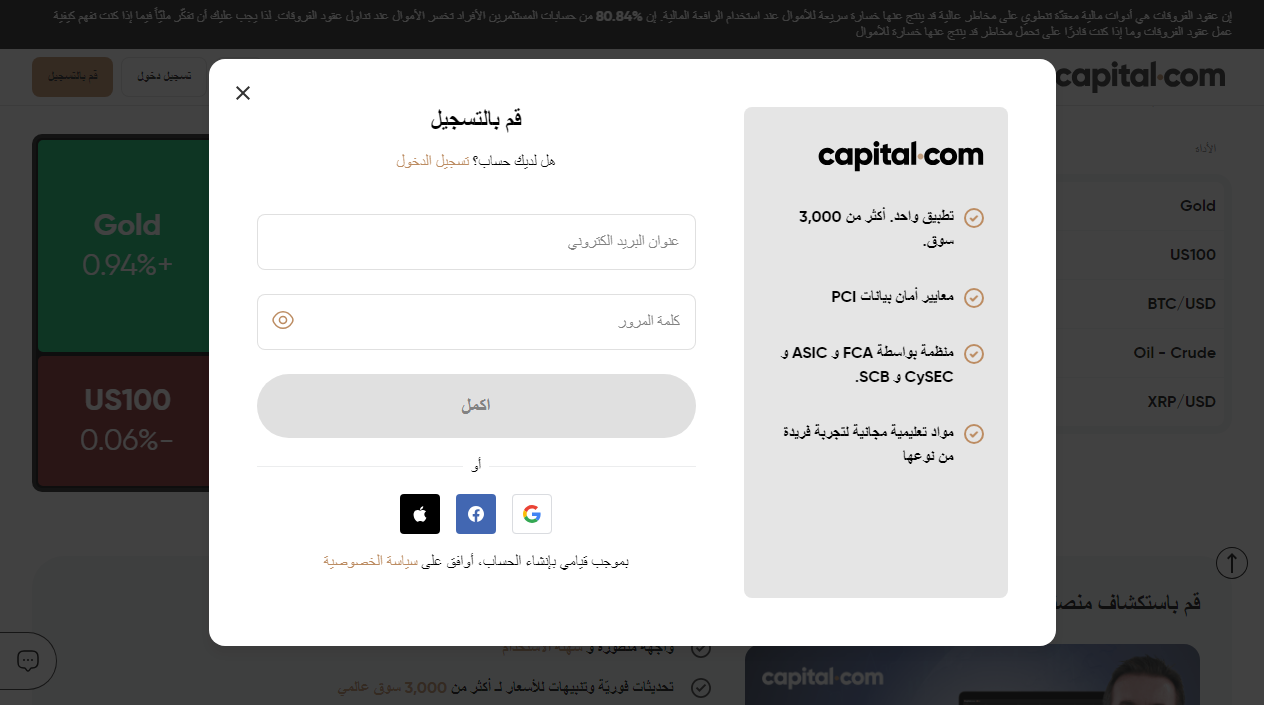 إن عقود الفروقات هي أدوات مالية معقدّة تنطوي على مخاطر عالية قد ينتج عنها خسارة سريعة للأموال عند استخدام الرافعة المالية. إن 80.84% من حسابات المستثمرين الأفراد تخسر الأموال عند تداول عقود الفروقات. لذا يجب عليك أن تفكّر مليّاً فيما إذا كنت تفهم كيفية
عمل عقود الفروقات وما إذا كنت قادرًا على تحمل مخاطر قد ينتج عنها خسارة للأموال
capital.com
تسجيل دخول
قم بالتسجيل
الأداء
Gold
US100
BTC/USD
Oil - Crude
XRP/USD
Gold
0.94%+
US100
0.06%−
capital.com
تطبيق واحد. أكثر من 3,000
سوق.
معايير أمان بيانات PCI
منظمة بواسطة FCA و ASIC و
CySEC و SCB.
مواد تعليمية مجانية لتجربة فريدة
من نوعها
قم بالتسجيل
هل لديك حساب؟ تسجيل الدخول
عنوان البريد الكتروني
كلمة المرور
اكمل
أو
بموجب قيامي بإنشاء الحساب، أوافق على سياسة الخصوصية
قم باستكشاف
واجهة متطورة و سهلة الاستخدام
تحديثات فوريّة وتنبيهات للأسعار لـ أكثر من 3,000 سوق عالمي
capital.com